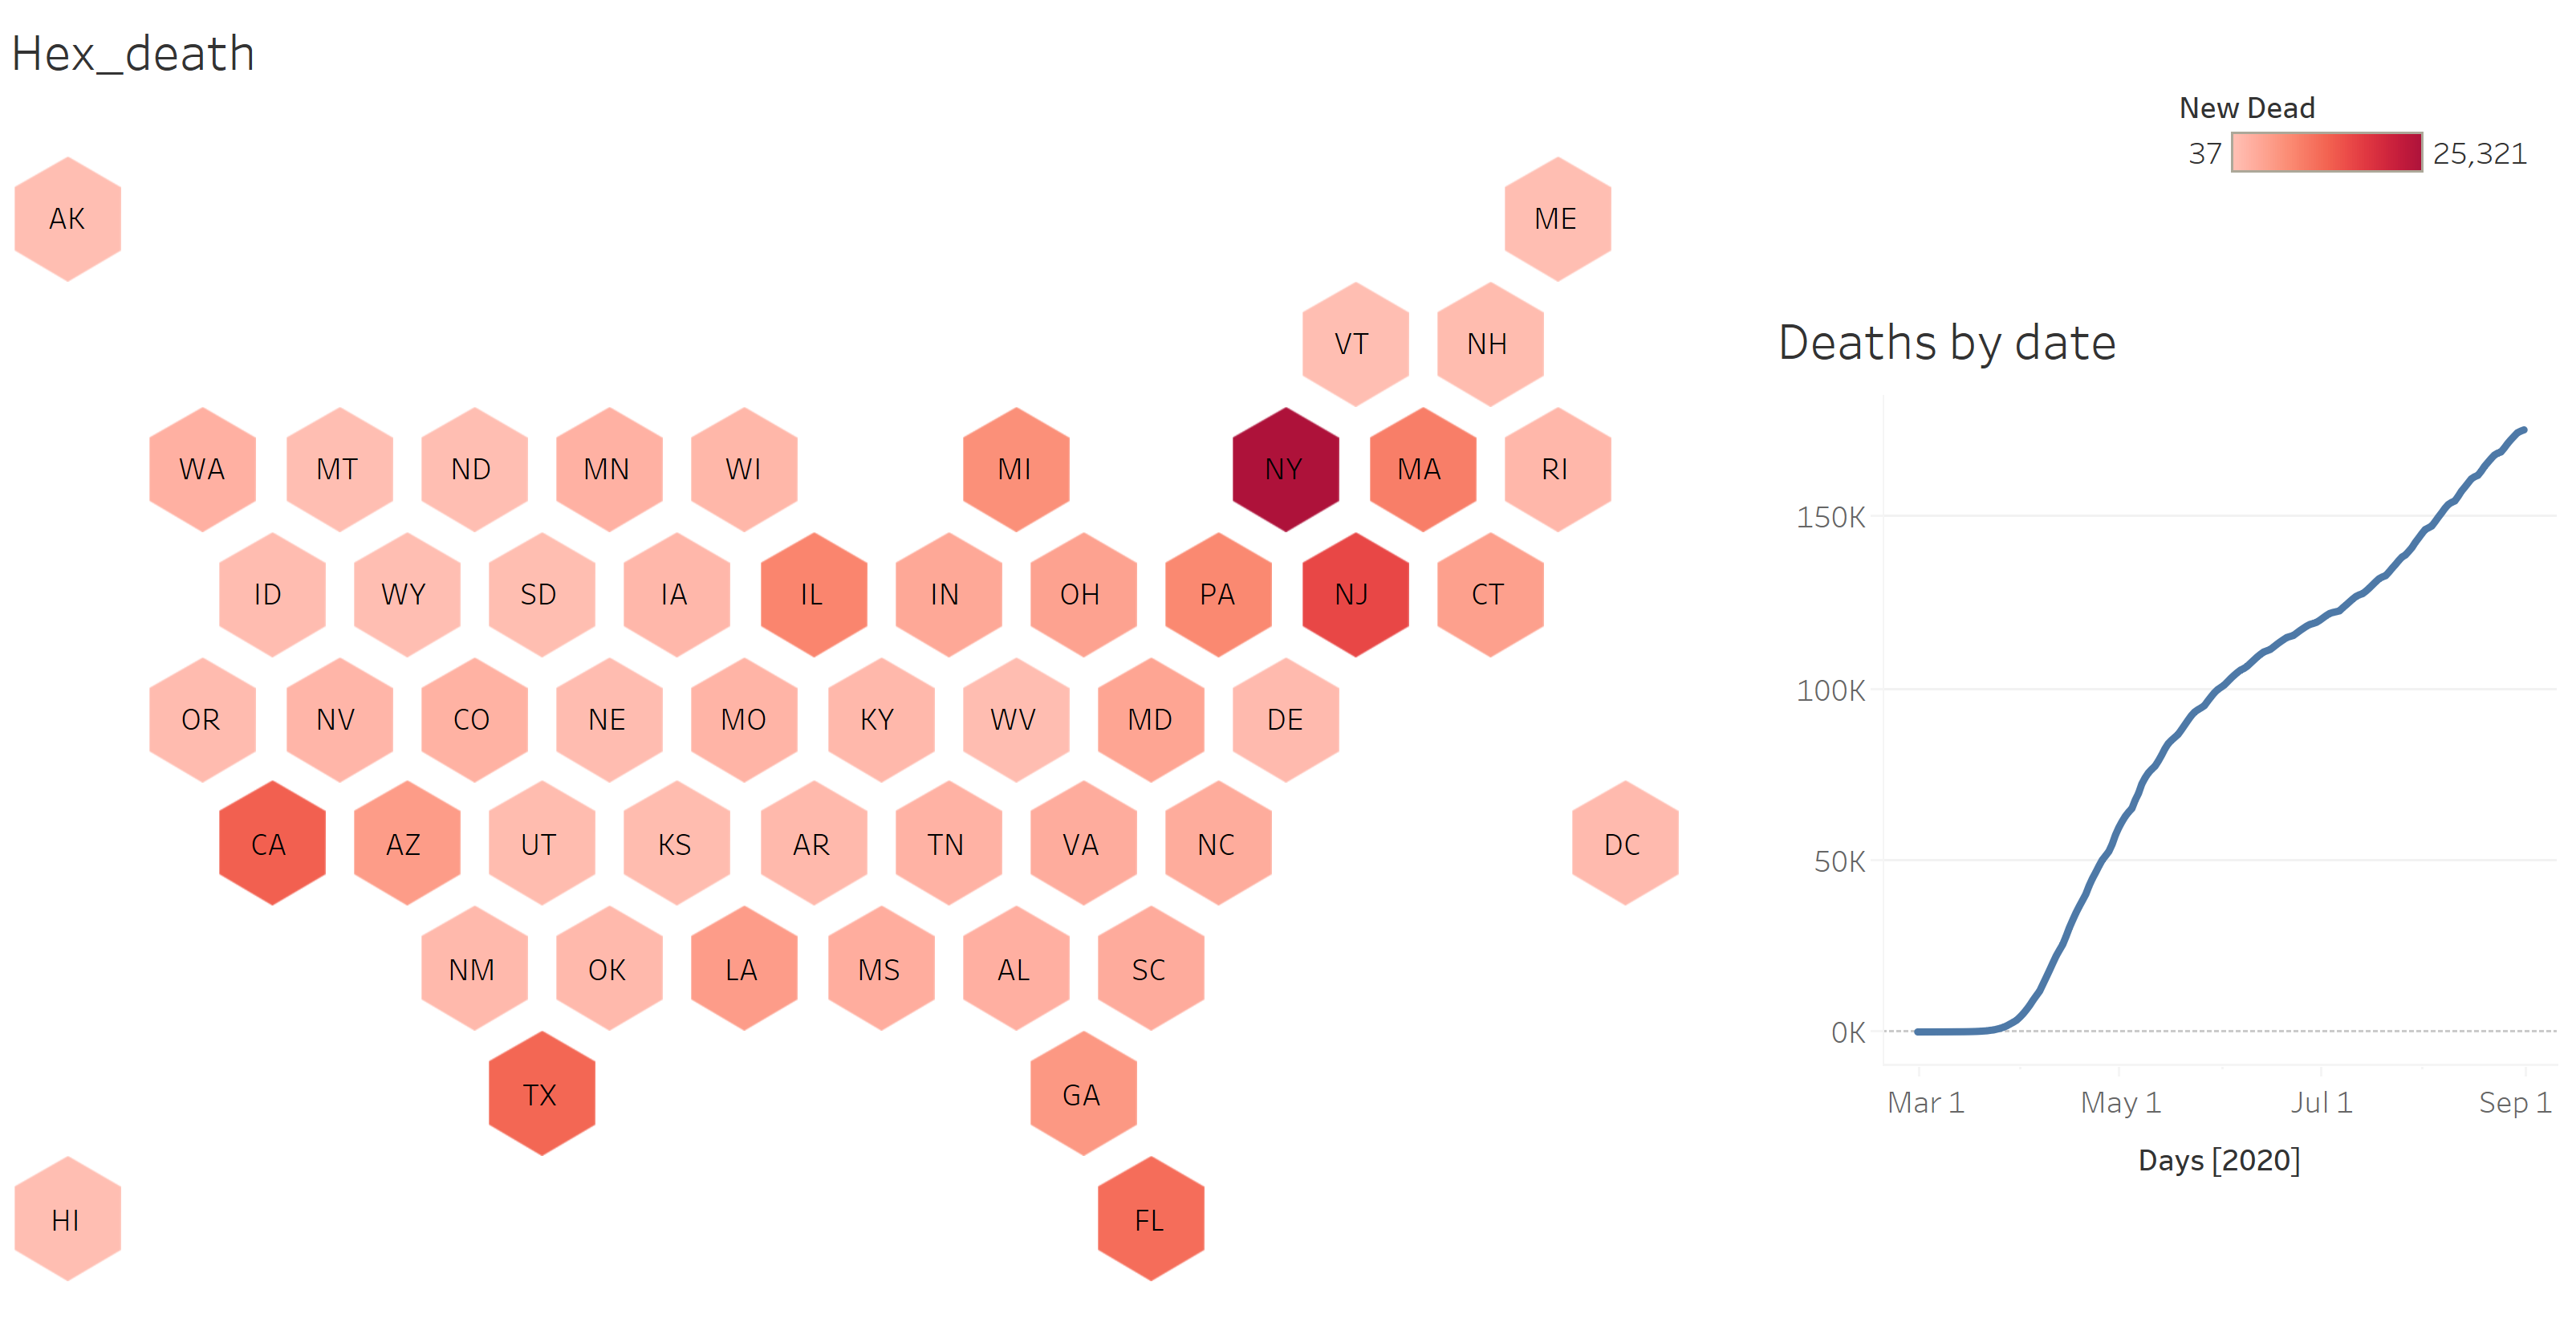 Hex_death
New Dead
37 25,321
AK
ME
VT NH
WA MT ND MN WI MI NY MA RI
ID WY SD IA IL IN OH PA NJ CT
OR NV CO NE MO KY WV MD DE
CA AZ UT KS AR TN VA NC DC
NM OK LA MS AL SC
TX GA
HI FL
Deaths by date
150K
100K
50K
0K
Mar 1 May 1 Jul 1 Sep 1
Days [2020]